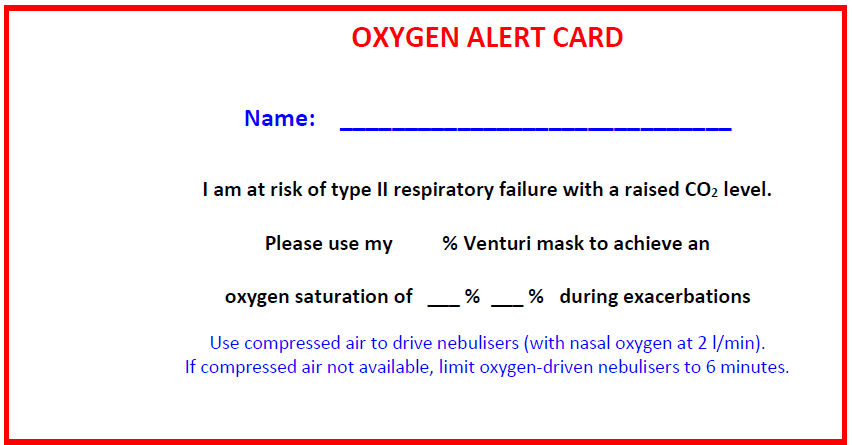 OXYGEN ALERT CARD
Name: ______________________________
I am at risk of type II respiratory failure with a raised CO₂ level.
Please use my % Venturi mask to achieve an
oxygen saturation of ___ % ___ % during exacerbations
Use compressed air to drive nebulisers (with nasal oxygen at 2 l/min).
If compressed air not available, limit oxygen-driven nebulisers to 6 minutes.